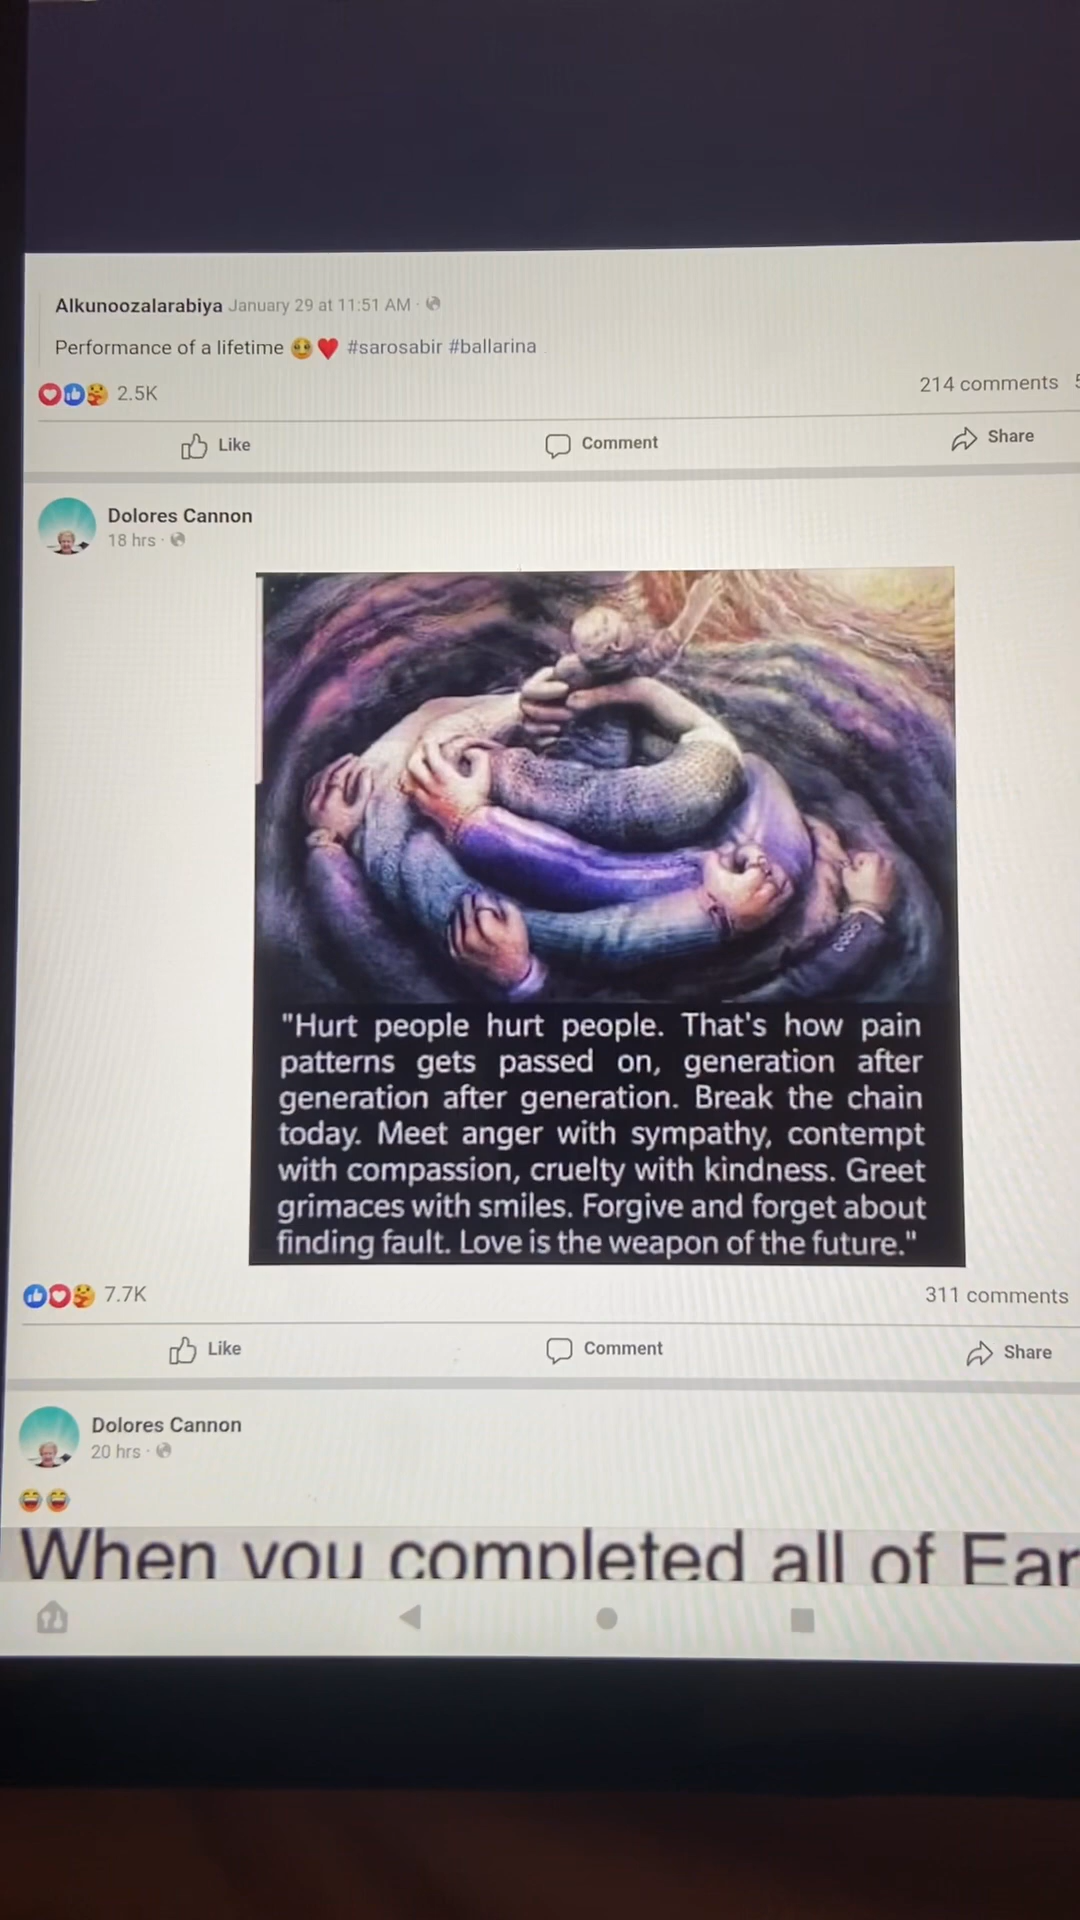 Alkunoozalarabiya January 29 at 11:51 AM ·
Performance of a lifetime 🥹♥️ #sarosabir #ballarina
2.5K
214 comments
Like
Comment
Share
Dolores Cannon
18 hrs ·
"Hurt people hurt people. That's how pain
patterns gets passed on, generation after
generation after generation. Break the chain
today. Meet anger with sympathy, contempt
with compassion, cruelty with kindness. Greet
grimaces with smiles. Forgive and forget about
finding fault. Love is the weapon of the future."
7.7K
311 comments
Like
Comment
Share
Dolores Cannon
20 hrs ·
😂😂
When you completed all of